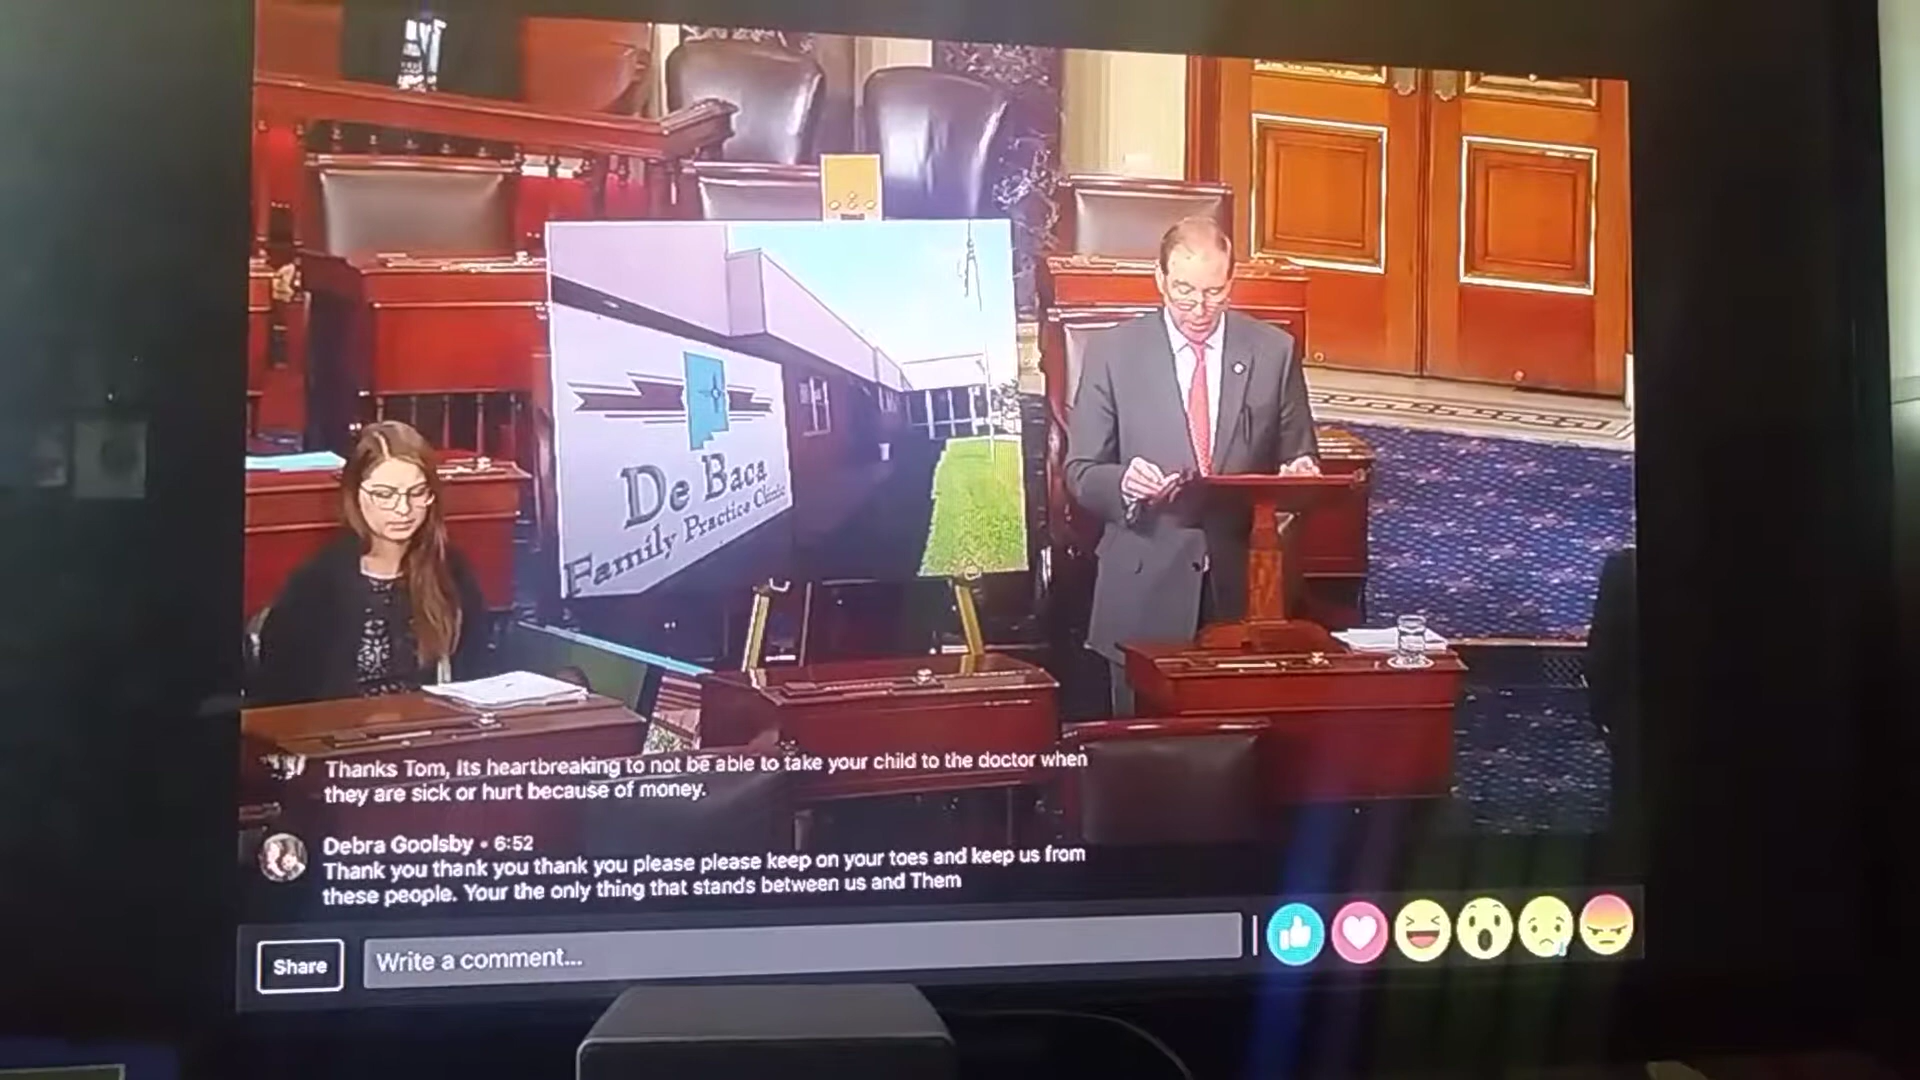 De Baca
Family Practice Clinic
Thanks Tom, Its heartbreaking to not be able to take your child to the doctor when
they are sick or hurt because of money.
Debra Goolsby • 6:52
Thank you thank you thank you please please keep on your toes and keep us from
these people. Your the only thing that stands between us and Them
Share
Write a comment...